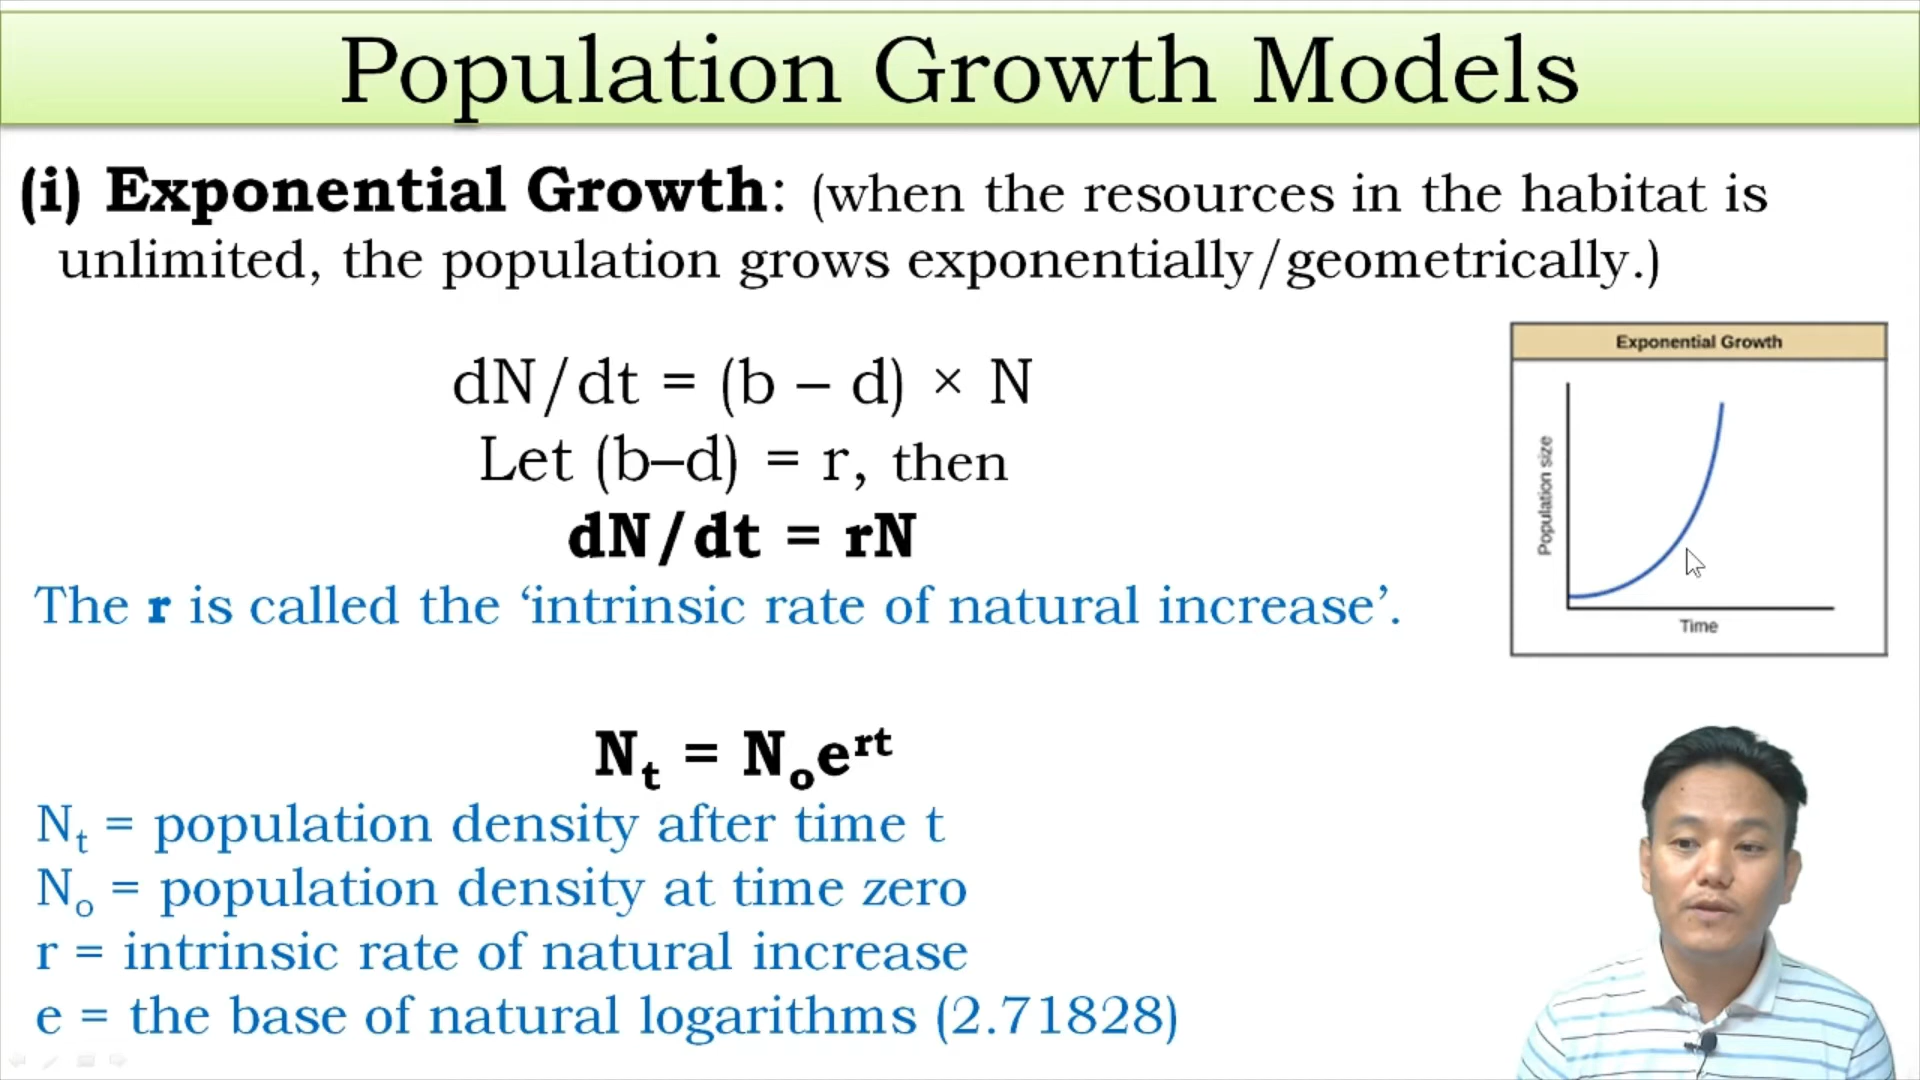 Population Growth Models
(i) Exponential Growth: (when the resources in the habitat is
unlimited, the population grows exponentially/geometrically.)
dN/dt = (b – d) × N
Let (b–d) = r, then
dN/dt = rN
The r is called the ‘intrinsic rate of natural increase’.
Exponential Growth
Population size
Time
Nₜ = Nₒeʳᵗ
Nₜ = population density after time t
Nₒ = population density at time zero
r = intrinsic rate of natural increase
e = the base of natural logarithms (2.71828)